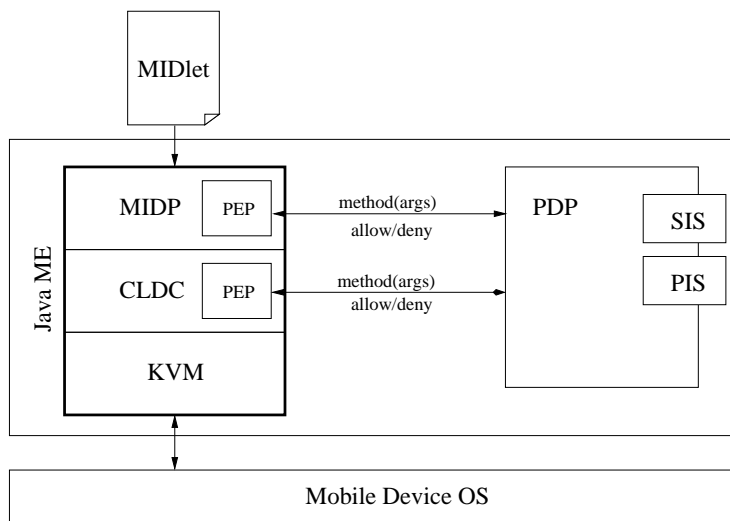 MIDlet
Java ME
MIDP
PEP
method(args)
allow/deny
PDP
SIS
CLDC
PEP
method(args)
allow/deny
PIS
KVM
Mobile Device OS